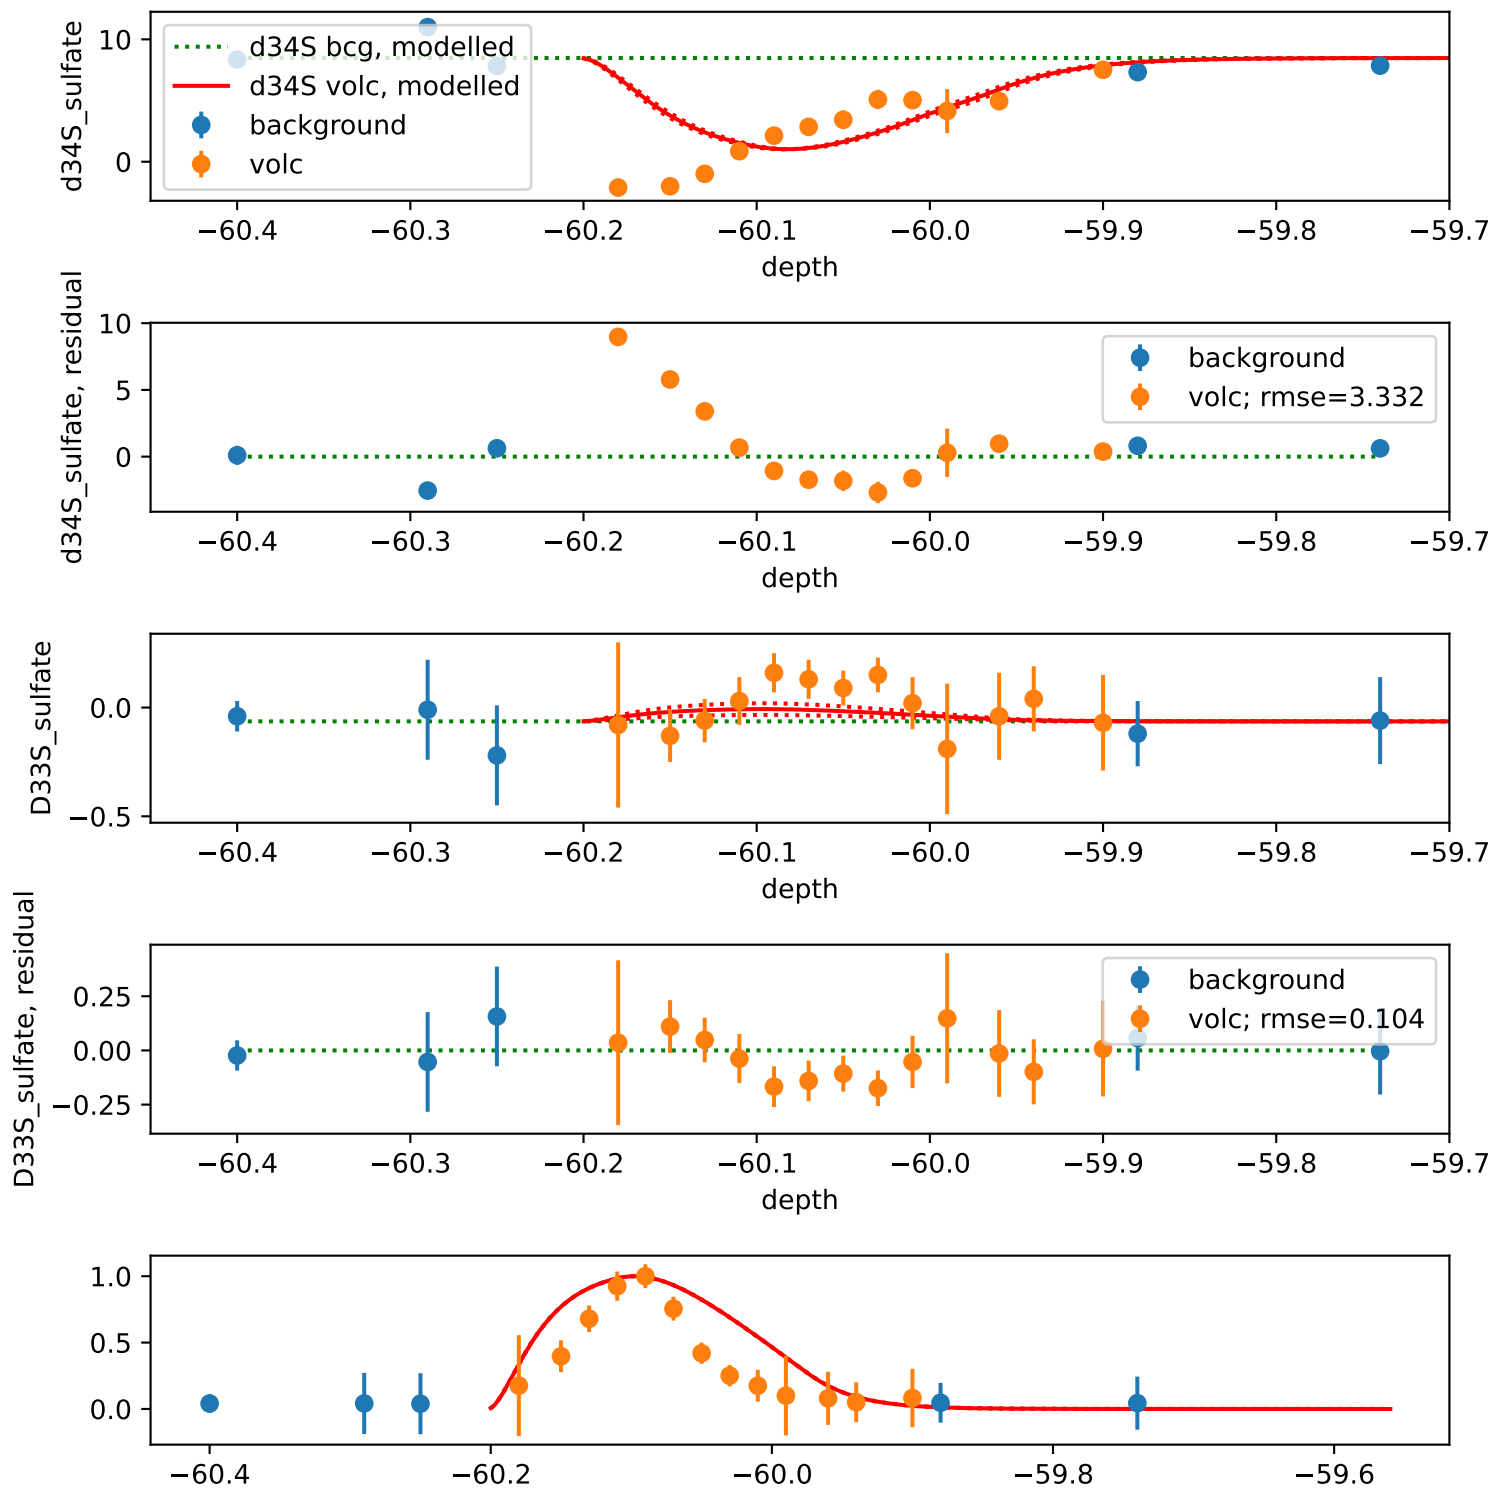 d34S_sulfate
10
0
d34S bcg, modelled
d34S volc, modelled
background
volc
−60.4 −60.3 −60.2 −60.1 −60.0 −59.9 −59.8 −59.7
depth
d34S_sulfate, residual
10
5
0
background
volc; rmse=3.332
−60.4 −60.3 −60.2 −60.1 −60.0 −59.9 −59.8 −59.7
depth
D33S_sulfate
0.0
−0.5
−60.4 −60.3 −60.2 −60.1 −60.0 −59.9 −59.8 −59.7
depth
D33S_sulfate, residual
0.25
0.00
−0.25
background
volc; rmse=0.104
−60.4 −60.3 −60.2 −60.1 −60.0 −59.9 −59.8 −59.7
depth
1.0
0.5
0.0
−60.4 −60.2 −60.0 −59.8 −59.6